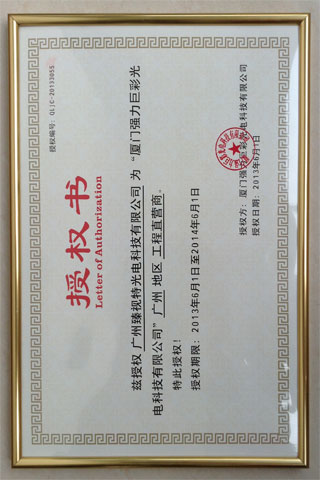 授权编号：QLJC-20133055
授权书
Letter of Authorization
兹授权 广州臻视特光电科技有限公司 为“厦门强力巨彩光
电科技有限公司”广州 地区 工程直营商。
特此授权！
授权期限：2013年6月1日至2014年6月1日
授权方：厦门强力巨彩光电科技有限公司
授权日期：2013年6月1日